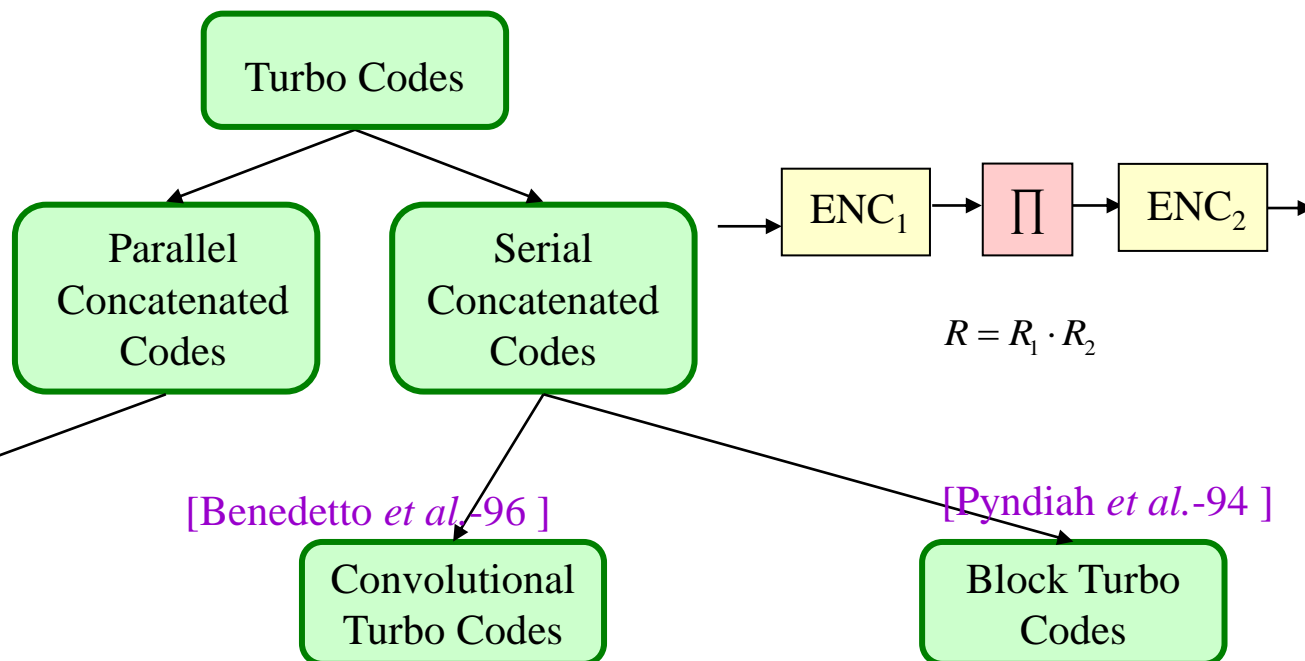 Turbo Codes
ENC₁
∏
ENC₂
Parallel
Concatenated
Codes
Serial
Concatenated
Codes
R = R₁ · R₂
[Benedetto et al.-96 ]
[Pyndiah et al.-94 ]
Convolutional
Turbo Codes
Block Turbo
Codes